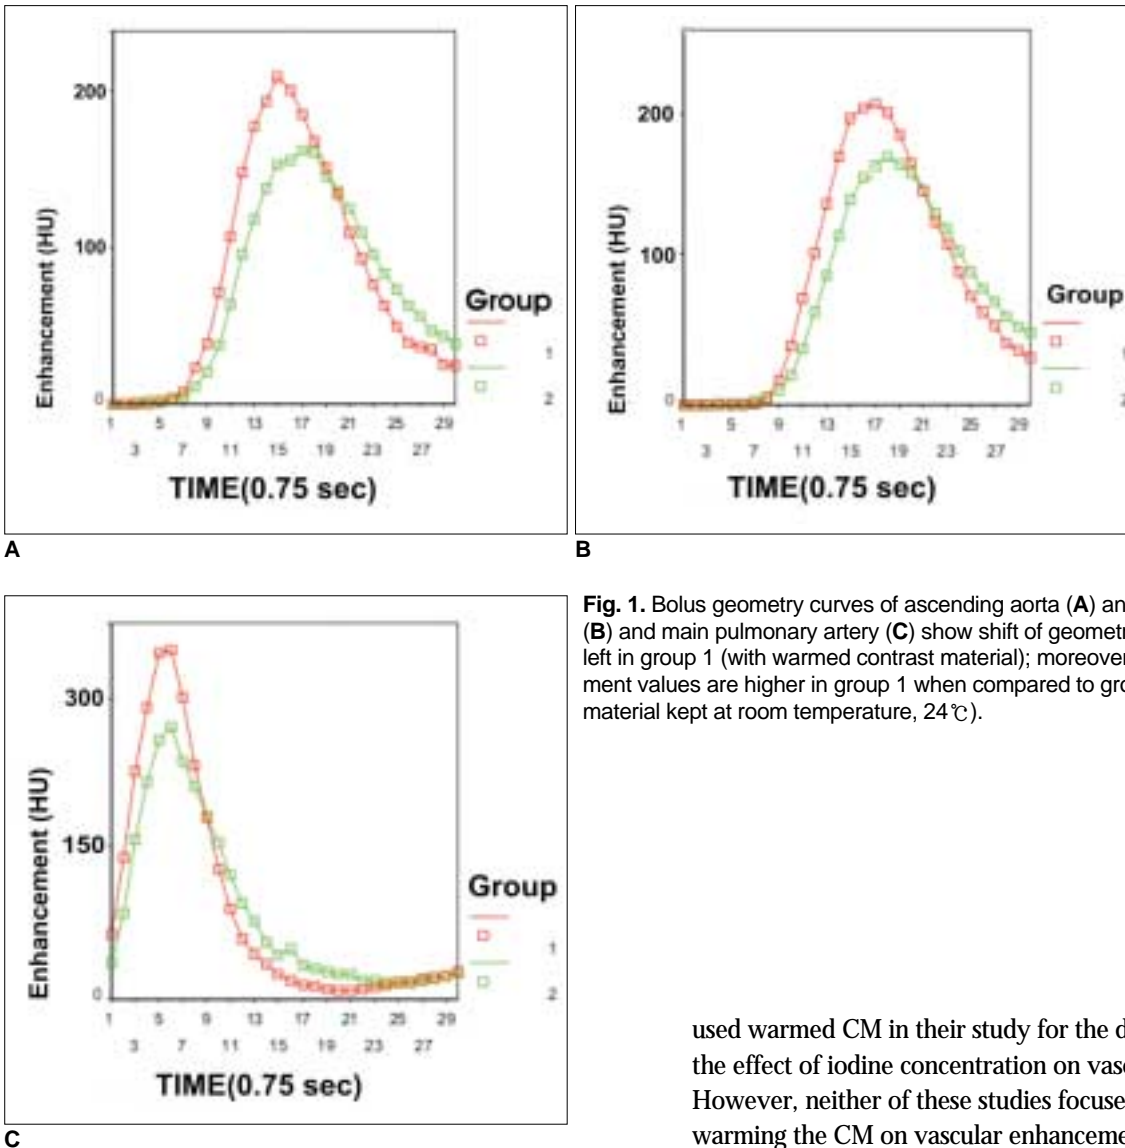 200
100
0
Enhancement (HU)
1 5 9 13 17 21 25 29
3 7 11 15 19 23 27
TIME(0.75 sec)
Group
1
2
A
200
100
0
Enhancement (HU)
1 5 9 13 17 21 25 29
3 7 11 15 19 23 27
TIME(0.75 sec)
Group
B
300
150
0
Enhancement (HU)
1 5 9 13 17 21 25 29
3 7 11 15 19 23 27
TIME(0.75 sec)
Group
1
2
C
Fig. 1. Bolus geometry curves of ascending aorta (A) an
(B) and main pulmonary artery (C) show shift of geometr
left in group 1 (with warmed contrast material); moreover
ment values are higher in group 1 when compared to gro
material kept at room temperature, 24℃).
used warmed CM in their study for the d
the effect of iodine concentration on vasc
However, neither of these studies focuse
warming the CM on vascular enhanceme